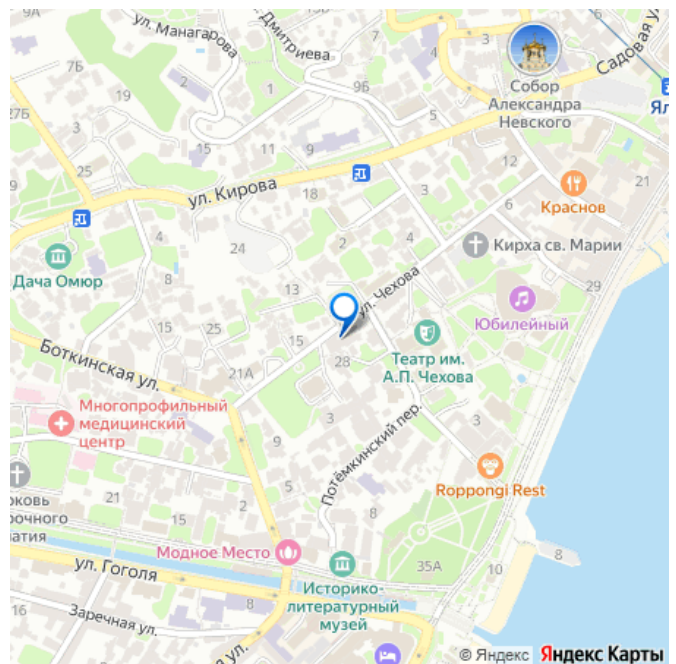 9А
ул. Манагарова
Дмитриева
Садовая ул.
27Б
7
19
9Б
Собор
Александра
Невского
Ял
3
2
25
15
11
9
12
ул. Кирова
18
3
21
Краснов
4
24
2
4
Кирха св. Марии
Дача Омюр
8
13
ул. Чехова
29
Юбилейный
15
25
15
28
Театр им.
А.П. Чехова
Боткинская ул.
21А
Многопрофильный
медицинский
центр
3
3
9
Потёмкинский пер.
Roppongi Rest
21
15
5
2
Модное Место
8
35А
10
ул. Гоголя
Историко-
литературный
музей
16
8
Заречная ул.
ул.
© Яндекс Яндекс Карты